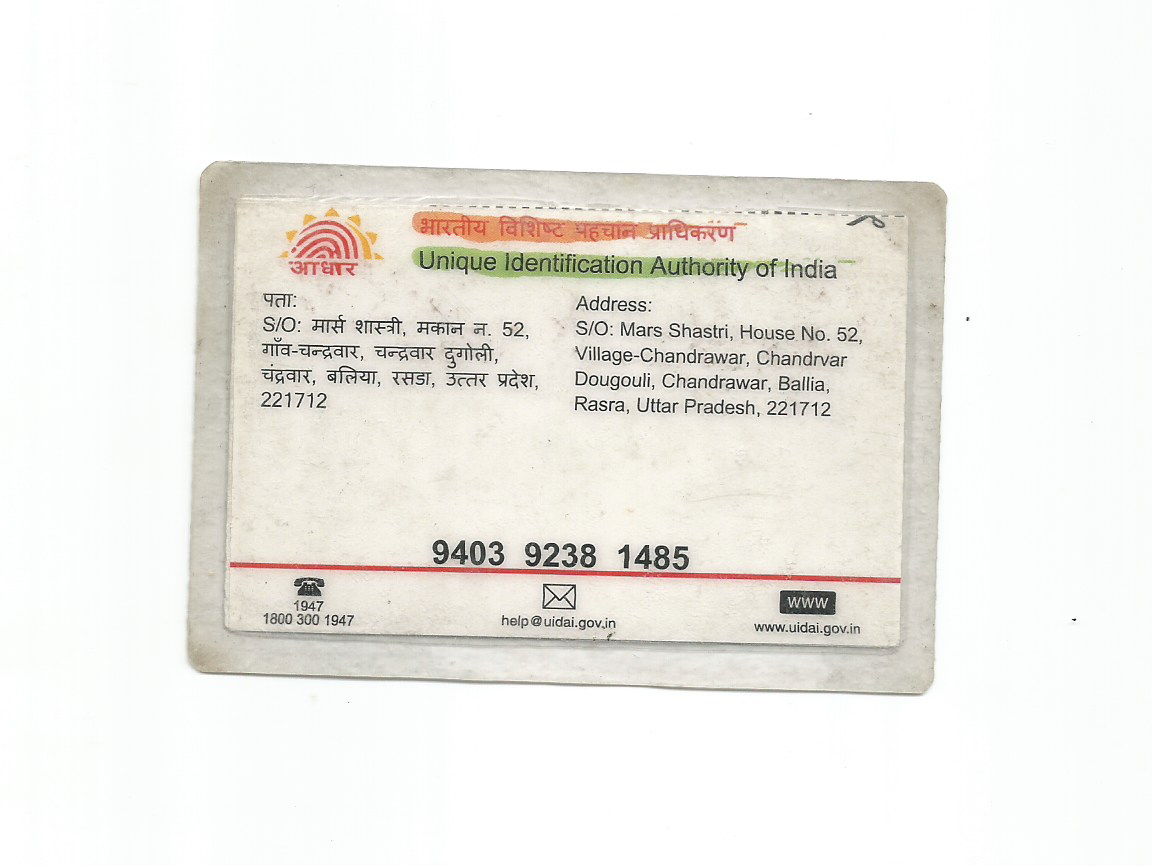 भारतीय विशिष्ट पहचान प्राधिकरण
Unique Identification Authority of India
आधार
पता:
S/O: मार्स शास्त्री, मकान न. 52,
गाँव-चन्द्रवार, चन्द्रवार दुगोली,
चंद्रवार, बलिया, रसडा, उत्तर प्रदेश,
221712
Address:
S/O: Mars Shastri, House No. 52,
Village-Chandrawar, Chandrvar
Dougouli, Chandrawar, Ballia,
Rasra, Uttar Pradesh, 221712
9403 9238 1485
1947
1800 300 1947
help@uidai.gov.in
WWW
www.uidai.gov.in